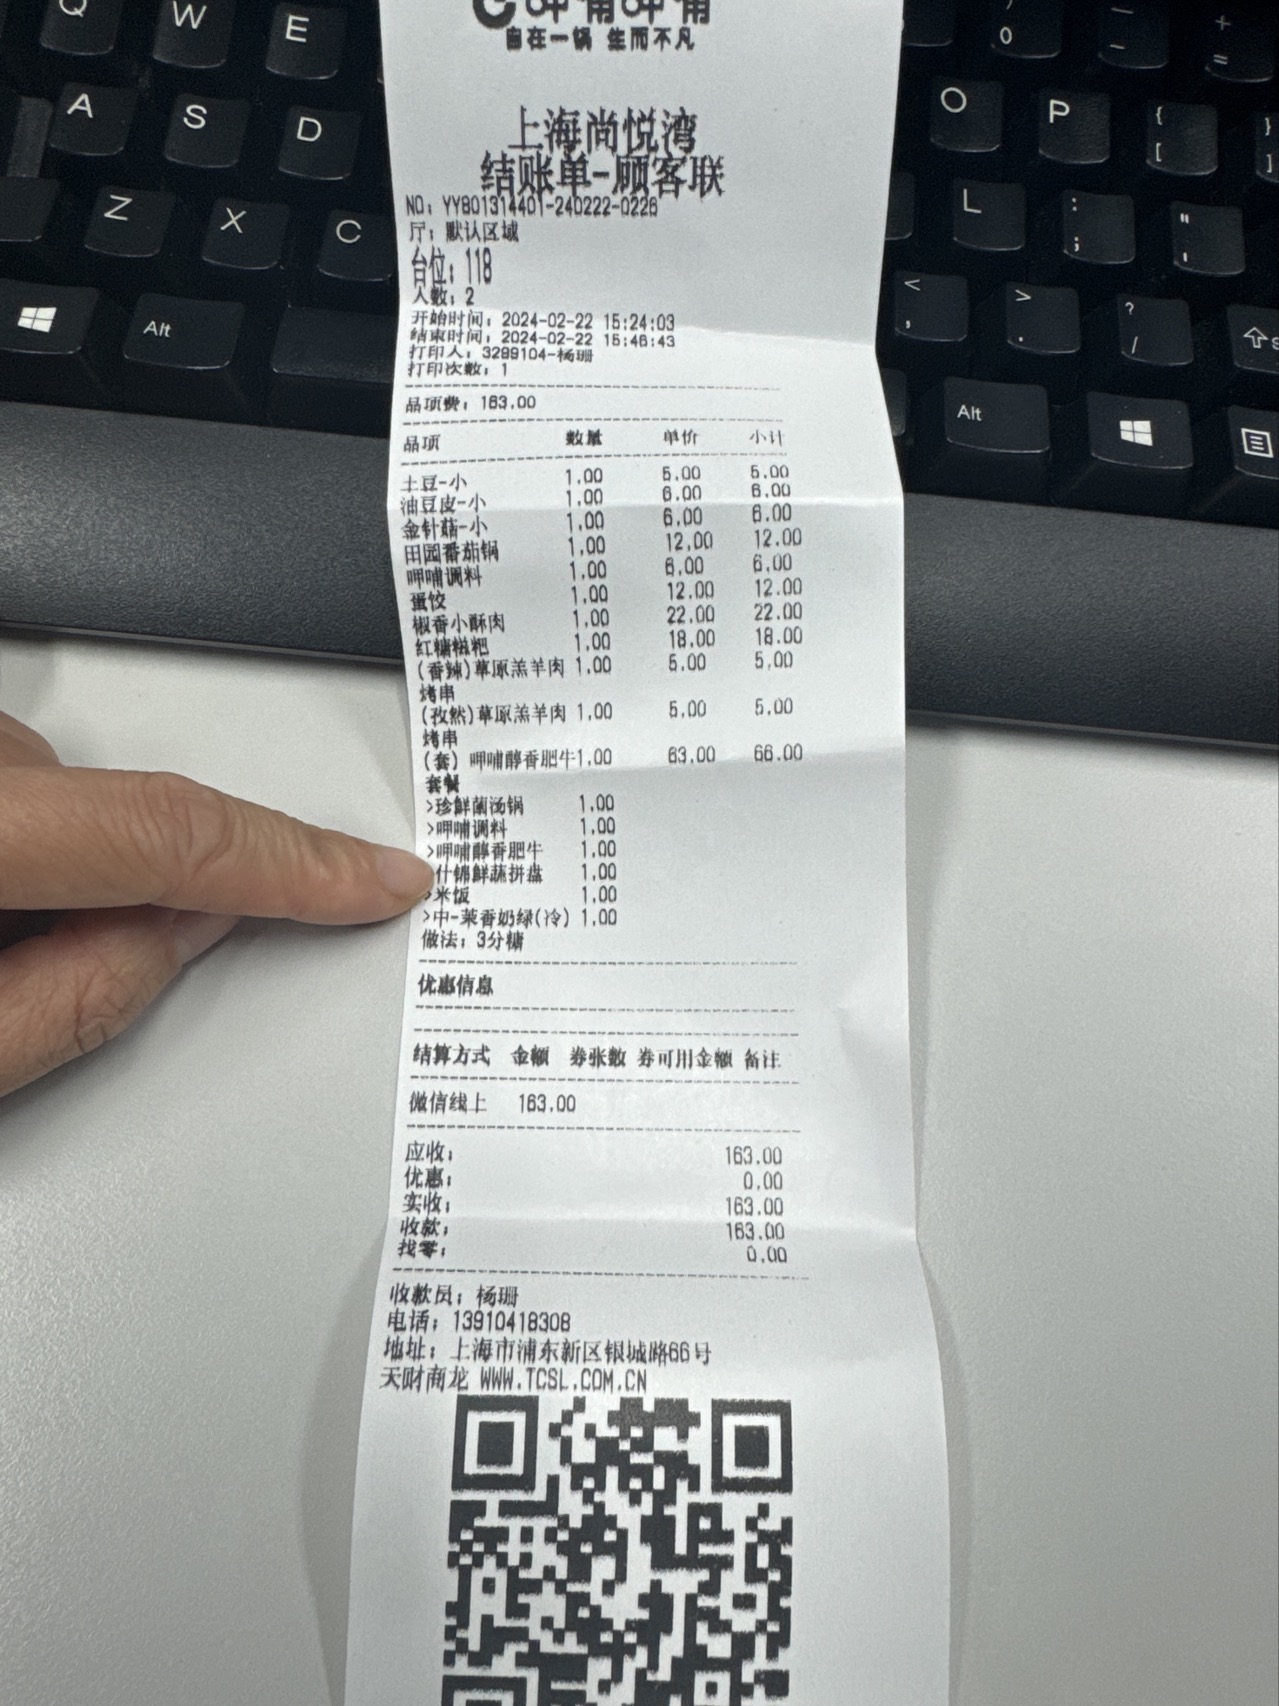 Q W E
A S D
Z X C
Alt
) 0 _ - + =
O P { [ } ]
L : ; " '
< , > . ? /
Alt
呷哺呷哺
自在一锅 生而不凡
上海尚悦湾
结账单-顾客联
NO: YY801314401-240222-0226
厅: 默认区域
台位: 118
人数: 2
开始时间: 2024-02-22 15:24:03
结束时间: 2024-02-22 15:46:43
打印人: 3289104-杨珊
打印次数: 1
品项费: 163.00
品项 数量 单价 小计
土豆-小 1.00 5.00 5.00
油豆皮-小 1.00 6.00 6.00
金针菇-小 1.00 6.00 6.00
田园番茄锅 1.00 12.00 12.00
呷哺调料 1.00 6.00 6.00
蛋饺 1.00 12.00 12.00
椒香小酥肉 1.00 22.00 22.00
红糖糍粑 1.00 18.00 18.00
(香辣)草原羔羊肉 1.00 5.00 5.00
烤串
(孜然)草原羔羊肉 1.00 5.00 5.00
烤串
(套) 呷哺醇香肥牛 1.00 63.00 66.00
套餐
>珍鲜菌汤锅 1.00
>呷哺调料 1.00
>呷哺醇香肥牛 1.00
>什锦鲜蔬拼盘 1.00
>米饭 1.00
>中-茉香奶绿(冷) 1.00
做法: 3分糖
优惠信息
结算方式 金额 券张数 券可用金额 备注
微信线上 163.00
应收: 163.00
优惠: 0.00
实收: 163.00
收款: 163.00
找零: 0.00
收款员: 杨珊
电话: 13910418308
地址: 上海市浦东新区银城路66号
天财商龙 WWW.TCSL.COM.CN